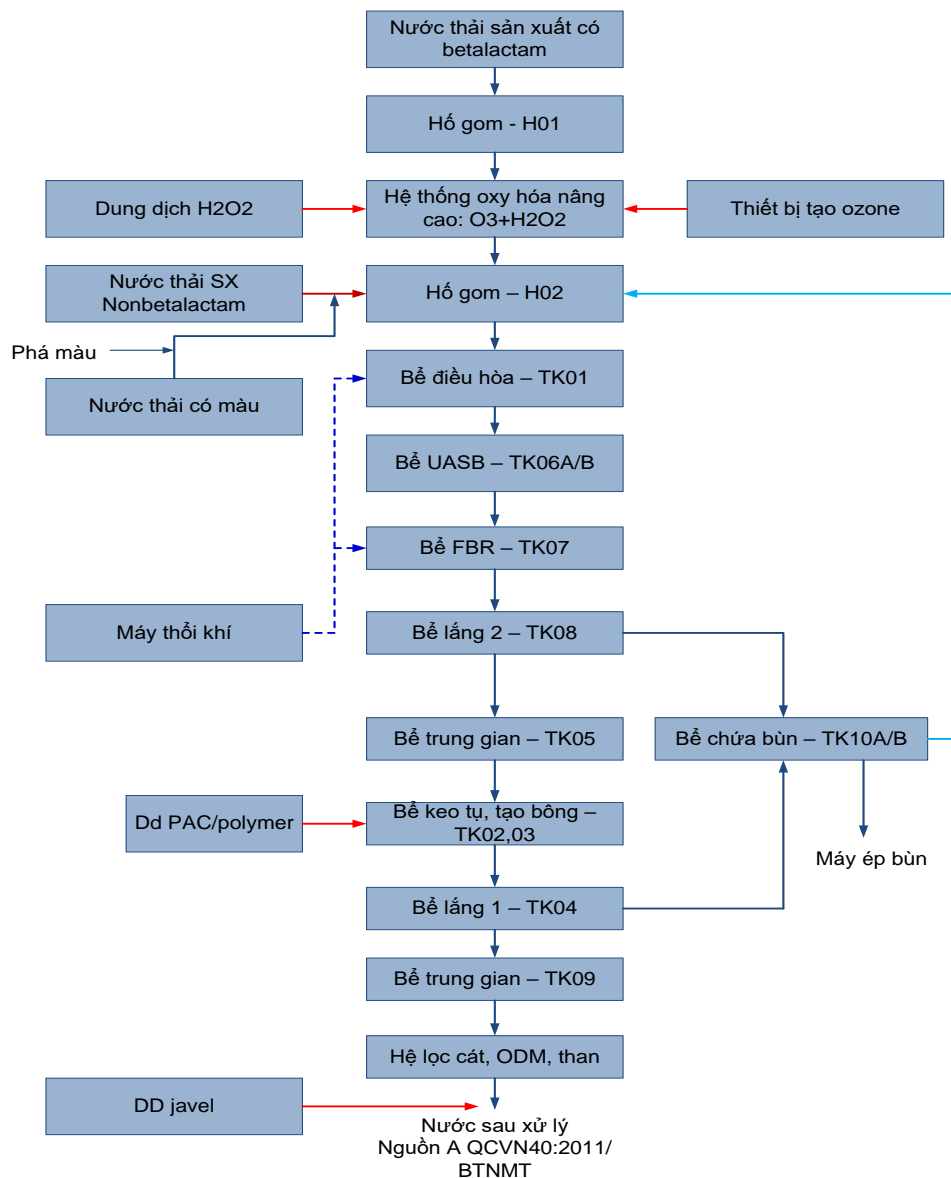 Nước thải sản xuất có
betalactam
Hố gom - H01
Dung dịch H2O2
Hệ thống oxy hóa nâng
cao: O3+H2O2
Thiết bị tạo ozone
Nước thải SX
Nonbetalactam
Hố gom – H02
Phá màu
Nước thải có màu
Bể điều hòa – TK01
Bể UASB – TK06A/B
Bể FBR – TK07
Máy thổi khí
Bể lắng 2 – TK08
Bể trung gian – TK05
Bể chứa bùn – TK10A/B
Dd PAC/polymer
Bể keo tụ, tạo bông –
TK02,03
Máy ép bùn
Bể lắng 1 – TK04
Bể trung gian – TK09
Hệ lọc cát, ODM, than
DD javel
Nước sau xử lý
Nguồn A QCVN40:2011/
BTNMT